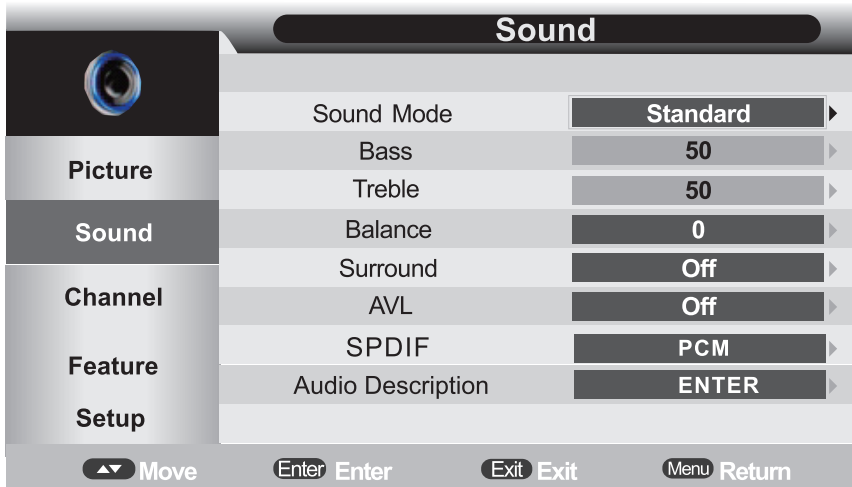 Sound
Picture
Sound
Channel
Feature
Setup
Sound Mode Standard
Bass 50
Treble 50
Balance 0
Surround Off
AVL Off
SPDIF PCM
Audio Description ENTER
Move Enter Enter Exit Exit Menu Return